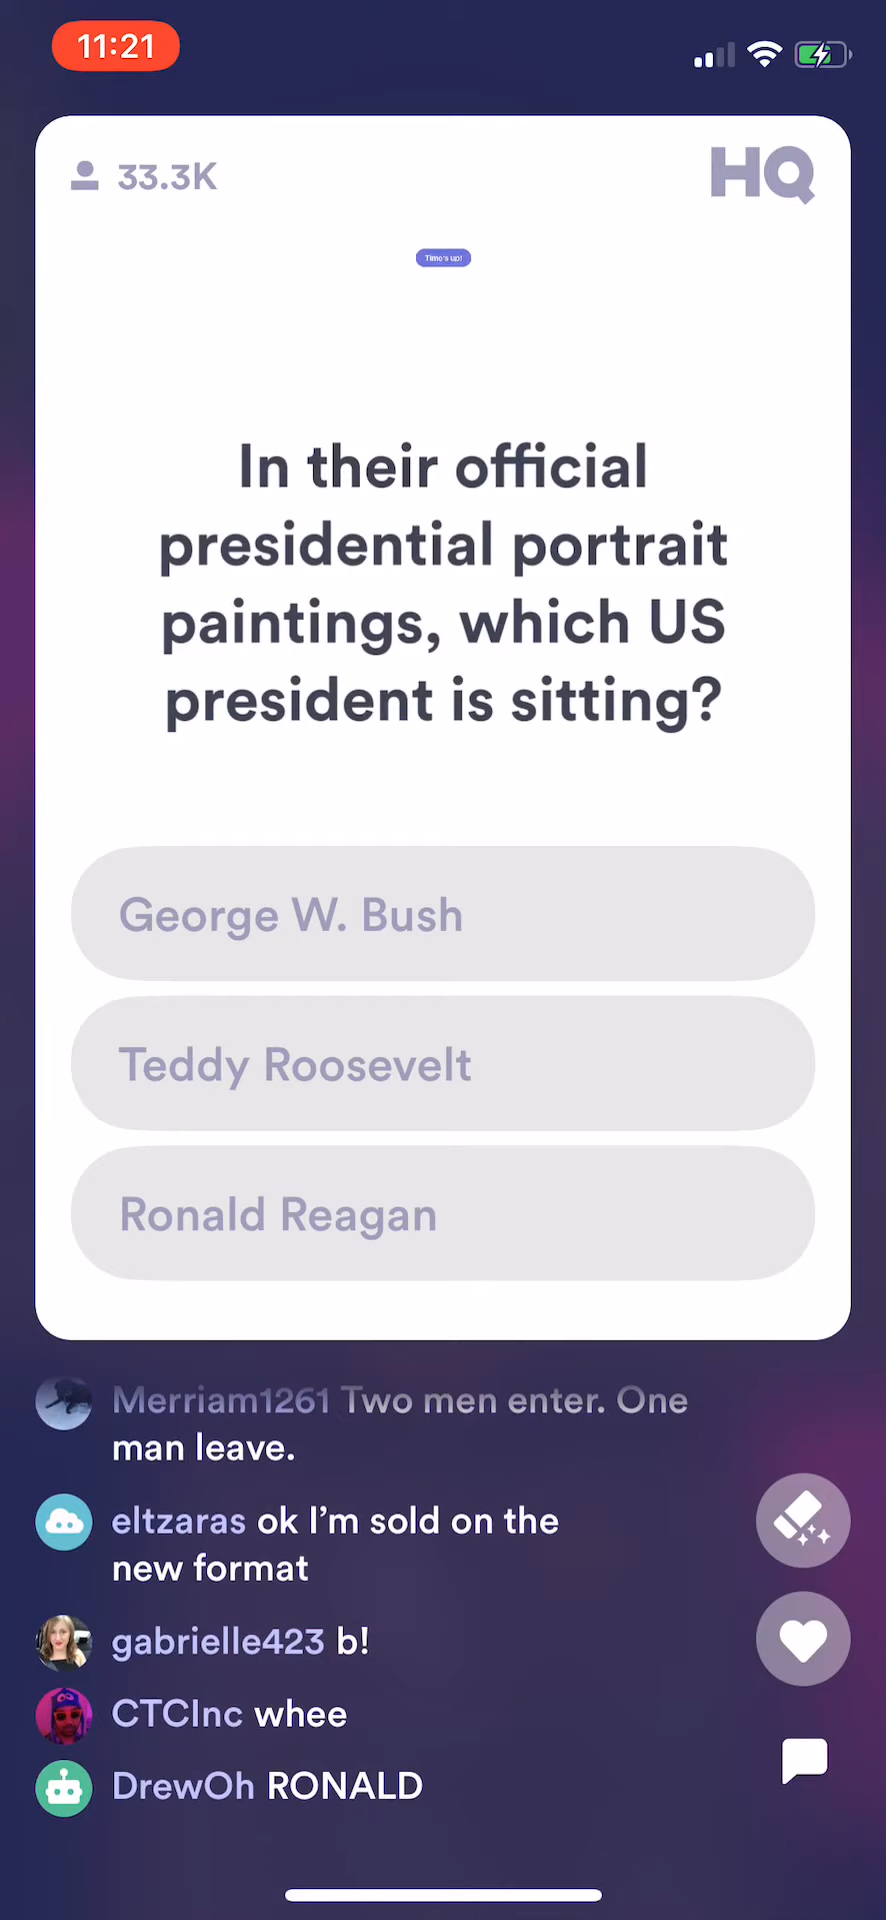 11:21
33.3K
HQ
Time's up!
In their official
presidential portrait
paintings, which US
president is sitting?
George W. Bush
Teddy Roosevelt
Ronald Reagan
Merriam1261 Two men enter. One
man leave.
eltzaras ok I’m sold on the
new format
gabrielle423 b!
CTCInc whee
DrewOh RONALD